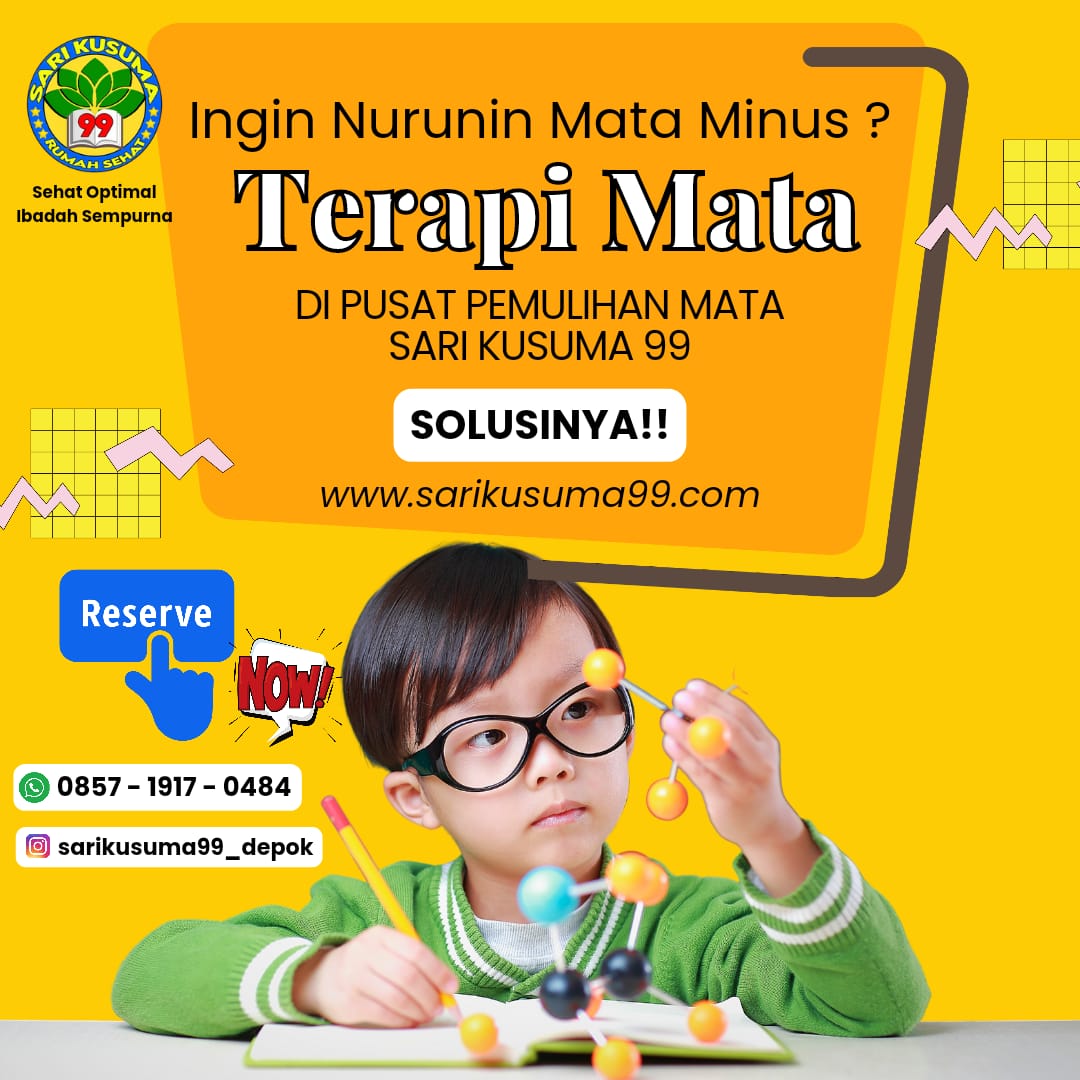 SARI KUSUMA
99
RUMAH SEHAT
Sehat Optimal
Ibadah Sempurna
Ingin Nurunin Mata Minus ?
Terapi Mata
DI PUSAT PEMULIHAN MATA
SARI KUSUMA 99
SOLUSINYA!!
www.sarikusuma99.com
Reserve
NOW!
0857 - 1917 - 0484
sarikusuma99_depok